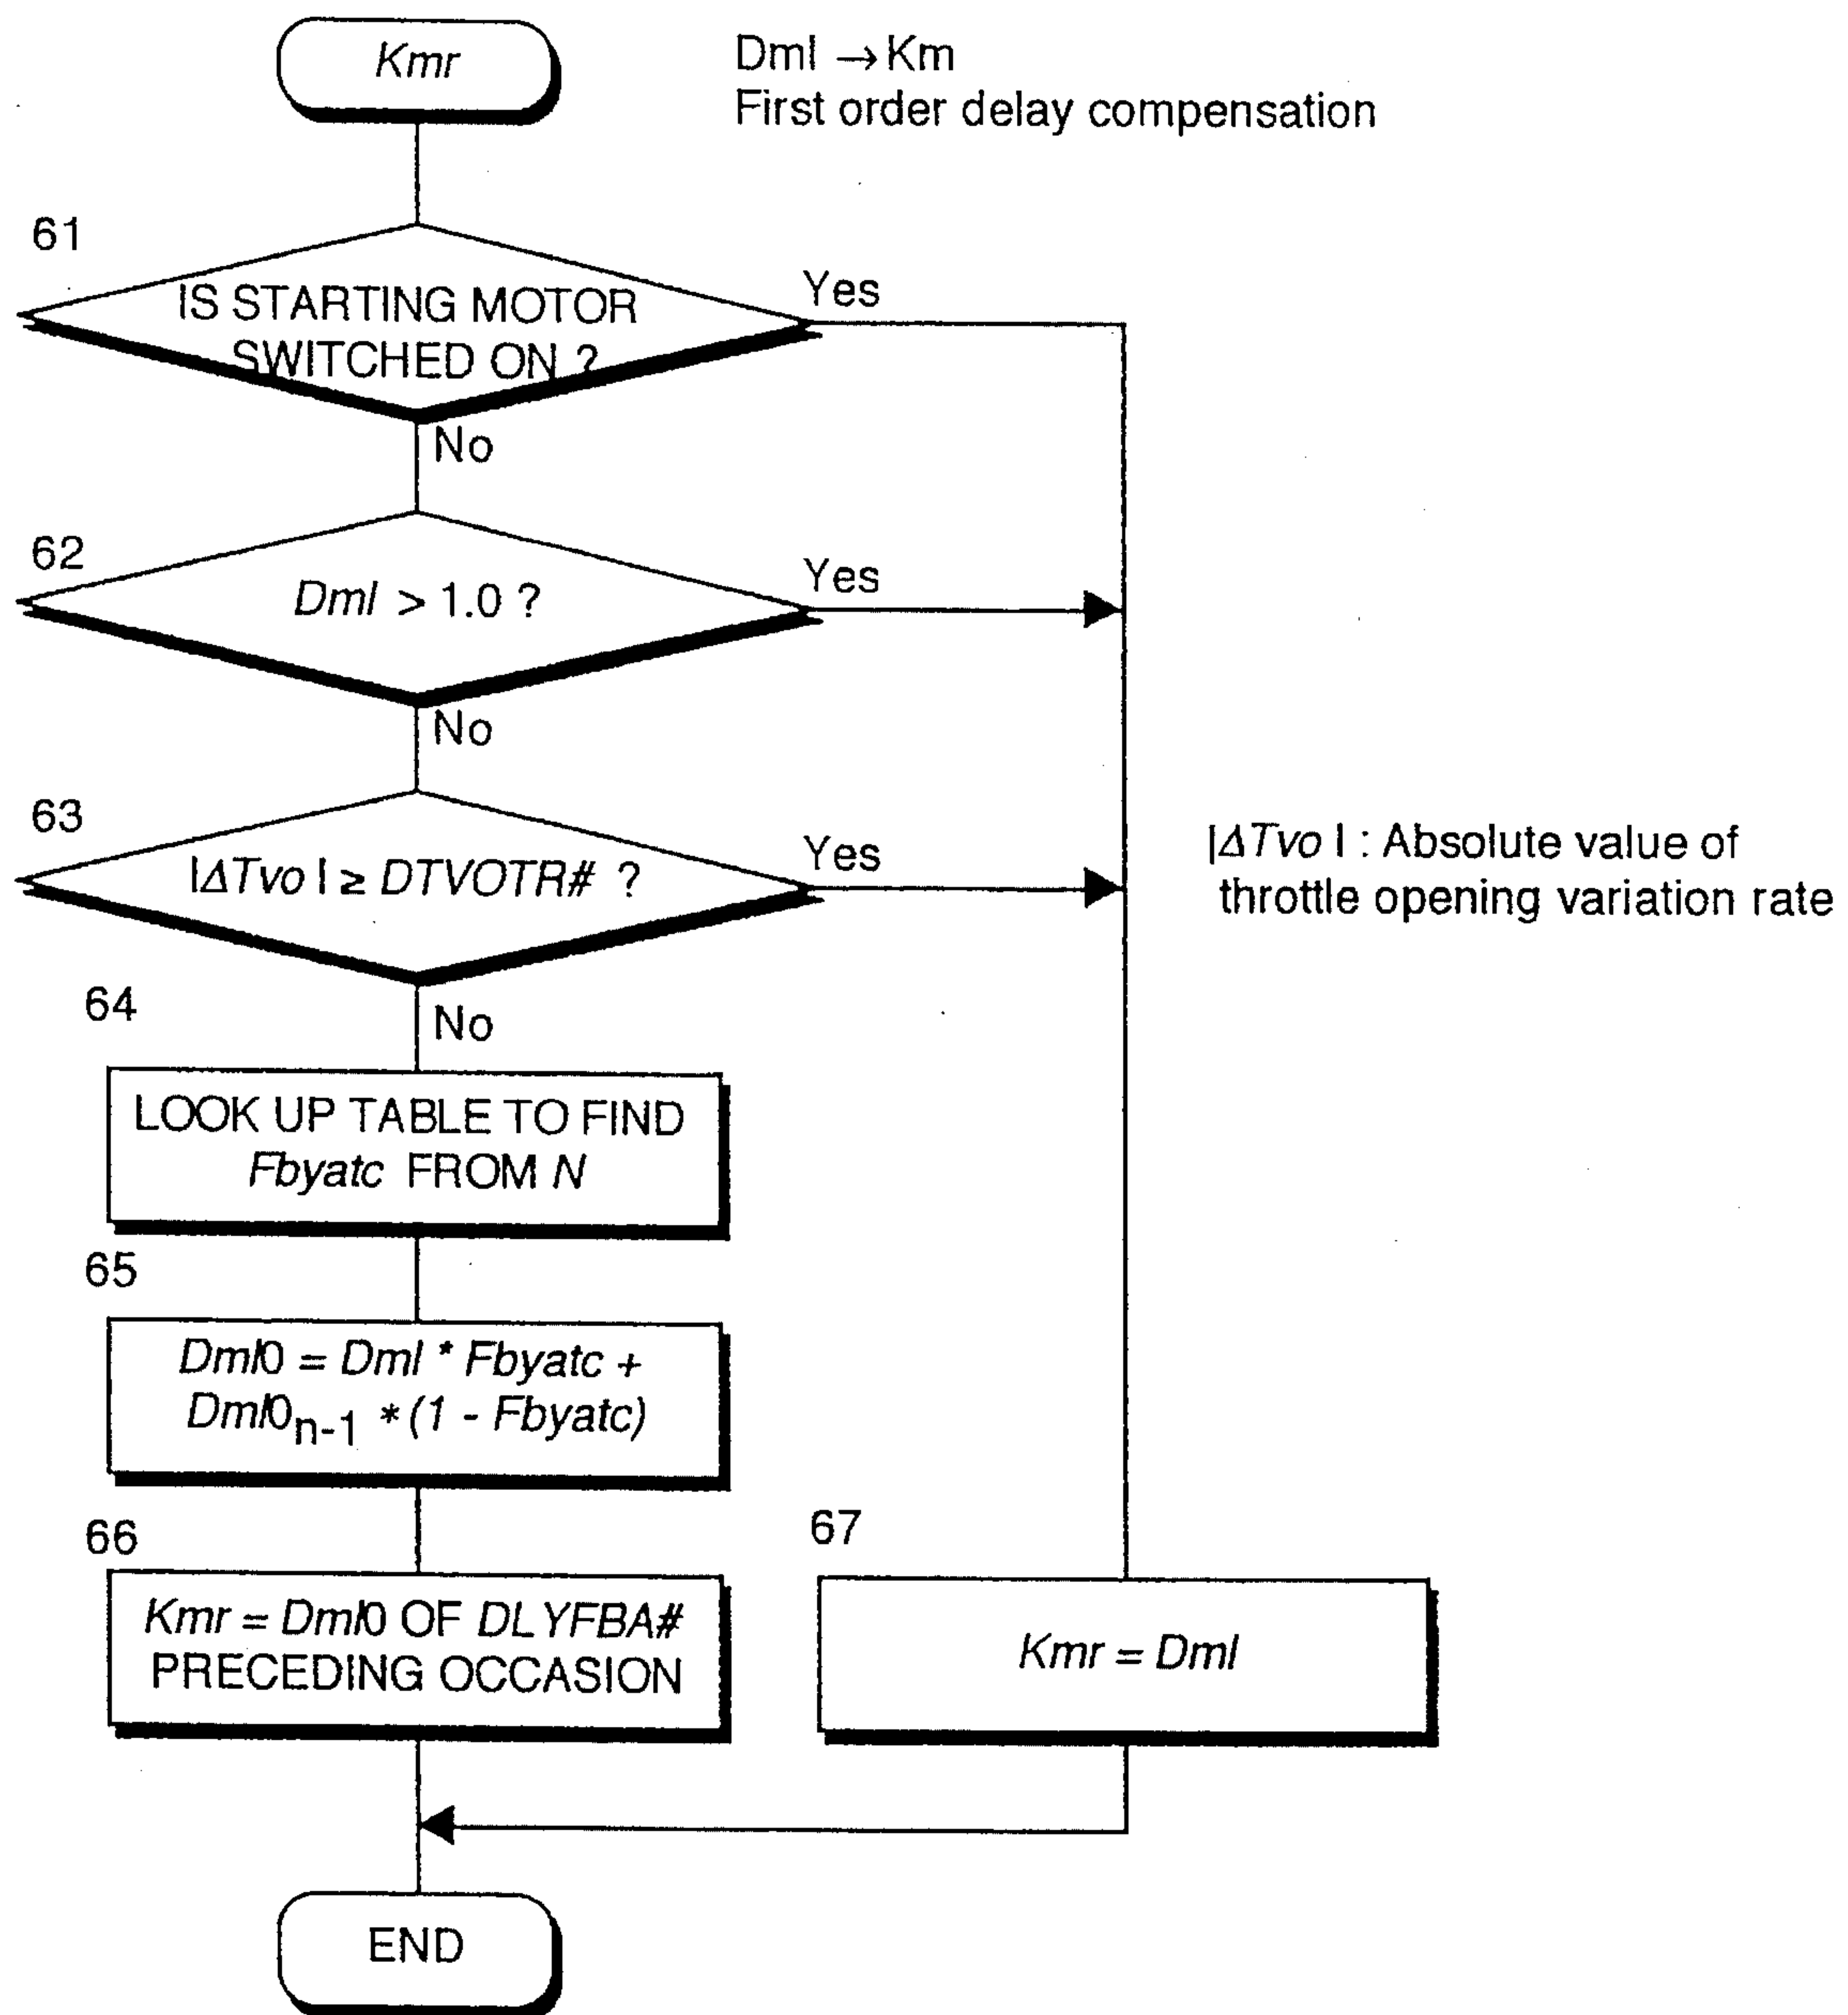 Kmr
Dml → Km
First order delay compensation
61
IS STARTING MOTOR
SWITCHED ON ?
Yes
No
62
Dml > 1.0 ?
Yes
No
63
|ΔTvo | ≥ DTVOTR# ?
Yes
No
|ΔTvo | : Absolute value of
throttle opening variation rate
64
LOOK UP TABLE TO FIND
Fbyatc FROM N
65
Dml0 = Dml * Fbyatc +
Dml0n-1 * (1 - Fbyatc)
66
Kmr = Dml0 OF DLYFBA#
PRECEDING OCCASION
67
Kmr = Dml
END